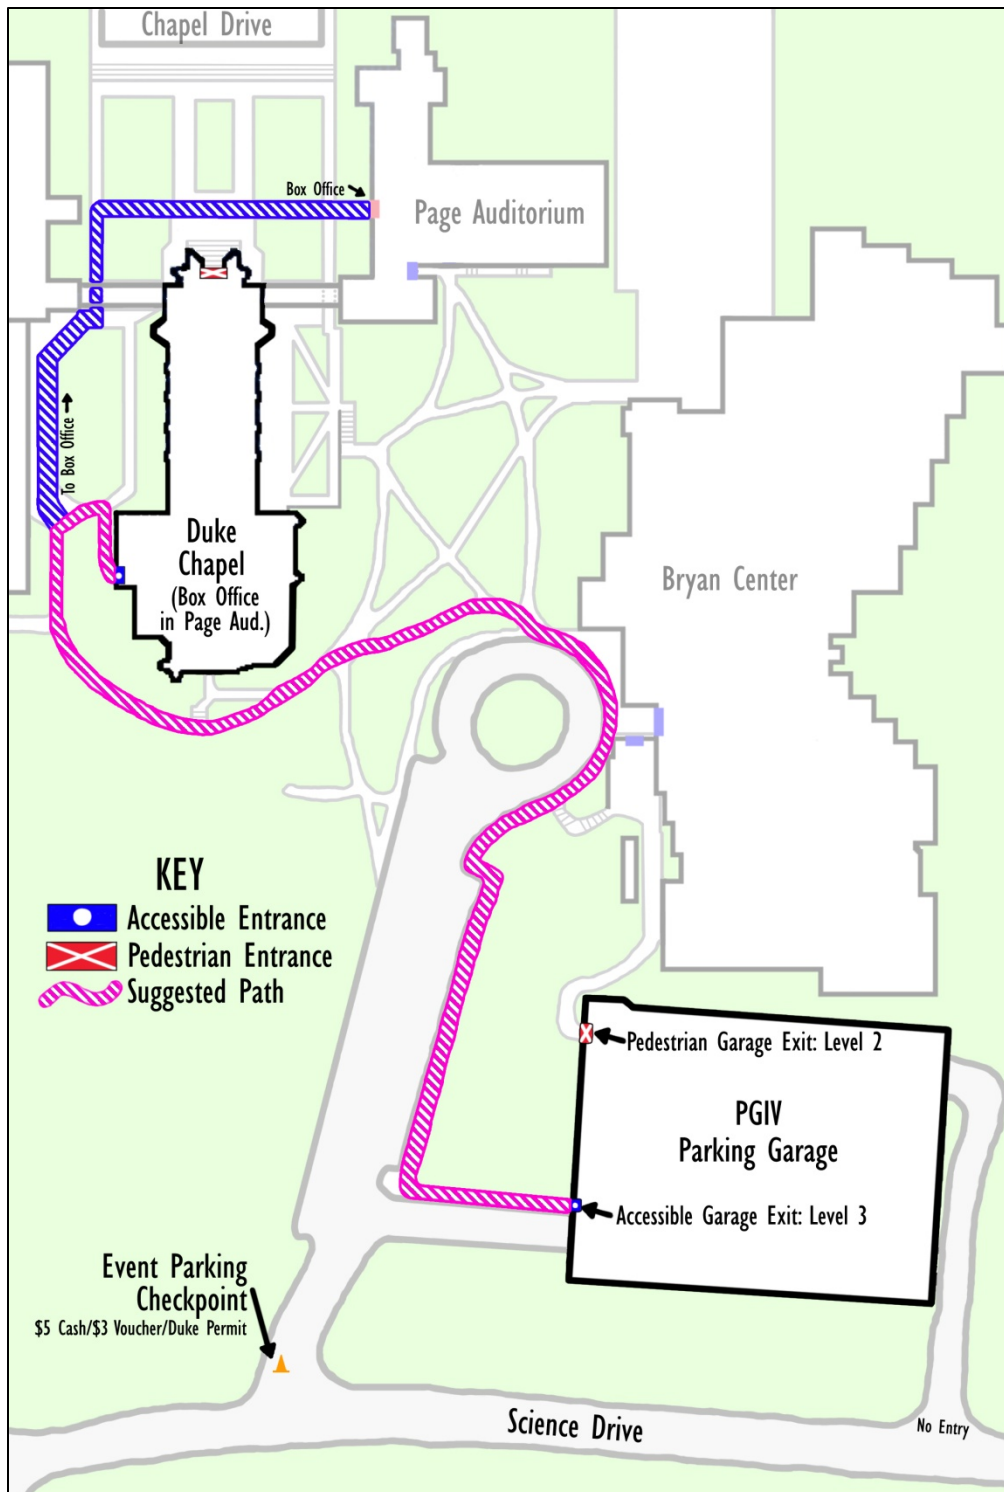 Chapel Drive
Box Office
Page Auditorium
To Box Office
Duke
Chapel
(Box Office
in Page Aud.)
Bryan Center
KEY
Accessible Entrance
Pedestrian Entrance
Suggested Path
Pedestrian Garage Exit: Level 2
PGIV
Parking Garage
Accessible Garage Exit: Level 3
Event Parking
Checkpoint
$5 Cash/$3 Voucher/Duke Permit
Science Drive
No Entry